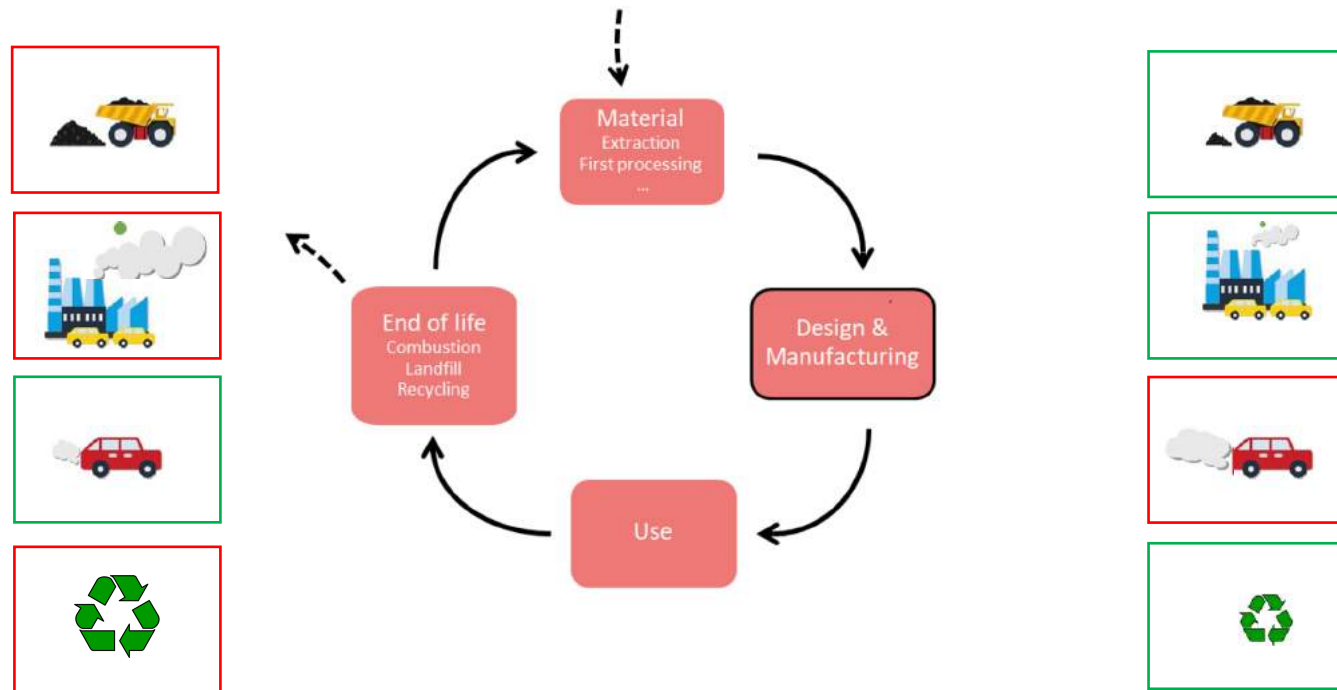 Material
Extraction
First processing
...
Design &
Manufacturing
End of life
Combustion
Landfill
Recycling
Use